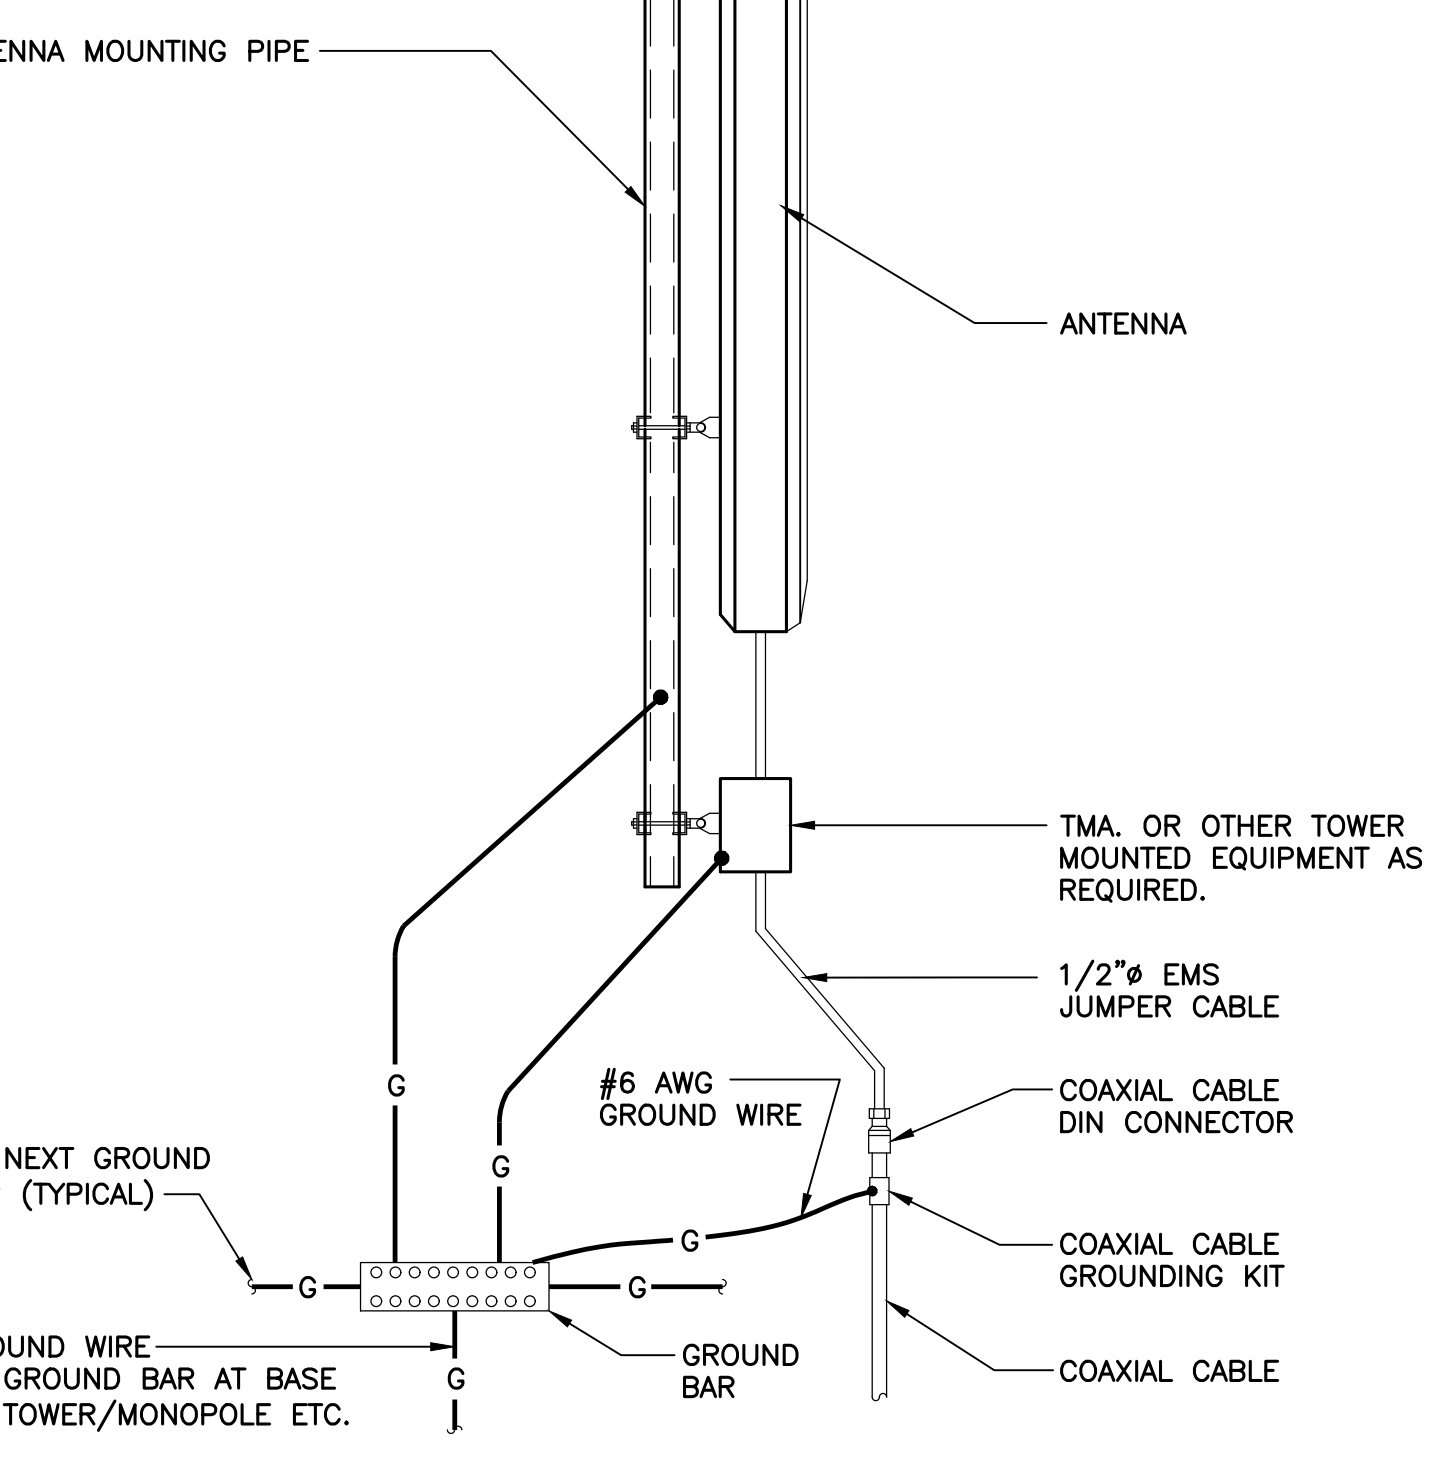 ENNA MOUNTING PIPE
ANTENNA
TMA. OR OTHER TOWER
MOUNTED EQUIPMENT AS
REQUIRED.
1/2"ø EMS
JUMPER CABLE
#6 AWG
GROUND WIRE
COAXIAL CABLE
DIN CONNECTOR
G
G
NEXT GROUND
(TYPICAL)
G
COAXIAL CABLE
GROUNDING KIT
G
G
OUND WIRE
GROUND BAR AT BASE
TOWER/MONOPOLE ETC.
G
GROUND
BAR
COAXIAL CABLE